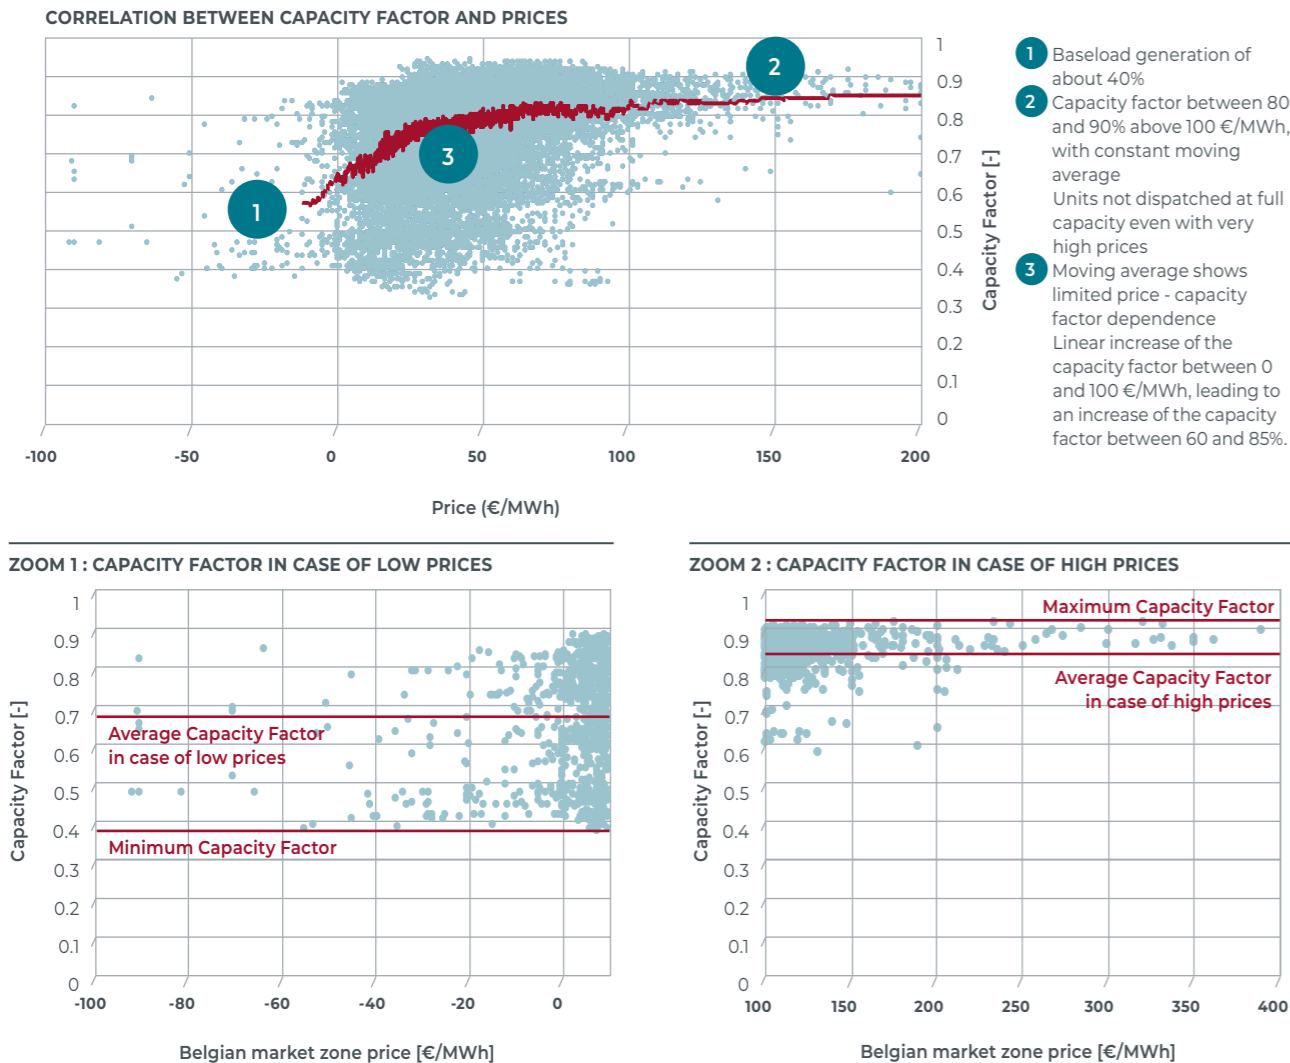 CORRELATION BETWEEN CAPACITY FACTOR AND PRICES
1
0.9
0.8
0.7
0.6
0.5
0.4
0.3
0.2
0.1
0
Capacity Factor [-]
-100 -50 0 50 100 150 200
Price (€/MWh)
1
2
3
1 Baseload generation of
about 40%
2 Capacity factor between 80
and 90% above 100 €/MWh,
with constant moving
average
Units not dispatched at full
capacity even with very
high prices
3 Moving average shows
limited price - capacity
factor dependence
Linear increase of the
capacity factor between 0
and 100 €/MWh, leading to
an increase of the capacity
factor between 60 and 85%.
ZOOM 1 : CAPACITY FACTOR IN CASE OF LOW PRICES
Capacity Factor [-]
1
0.9
0.8
0.7
0.6
0.5
0.4
0.3
0.2
0.1
0
Average Capacity Factor
in case of low prices
Minimum Capacity Factor
-100 -80 -60 -40 -20 0
Belgian market zone price [€/MWh]
ZOOM 2 : CAPACITY FACTOR IN CASE OF HIGH PRICES
Capacity Factor [-]
1
0.9
0.8
0.7
0.6
0.5
0.4
0.3
0.2
0.1
0
Maximum Capacity Factor
Average Capacity Factor
in case of high prices
100 150 200 250 300 350 400
Belgian market zone price [€/MWh]